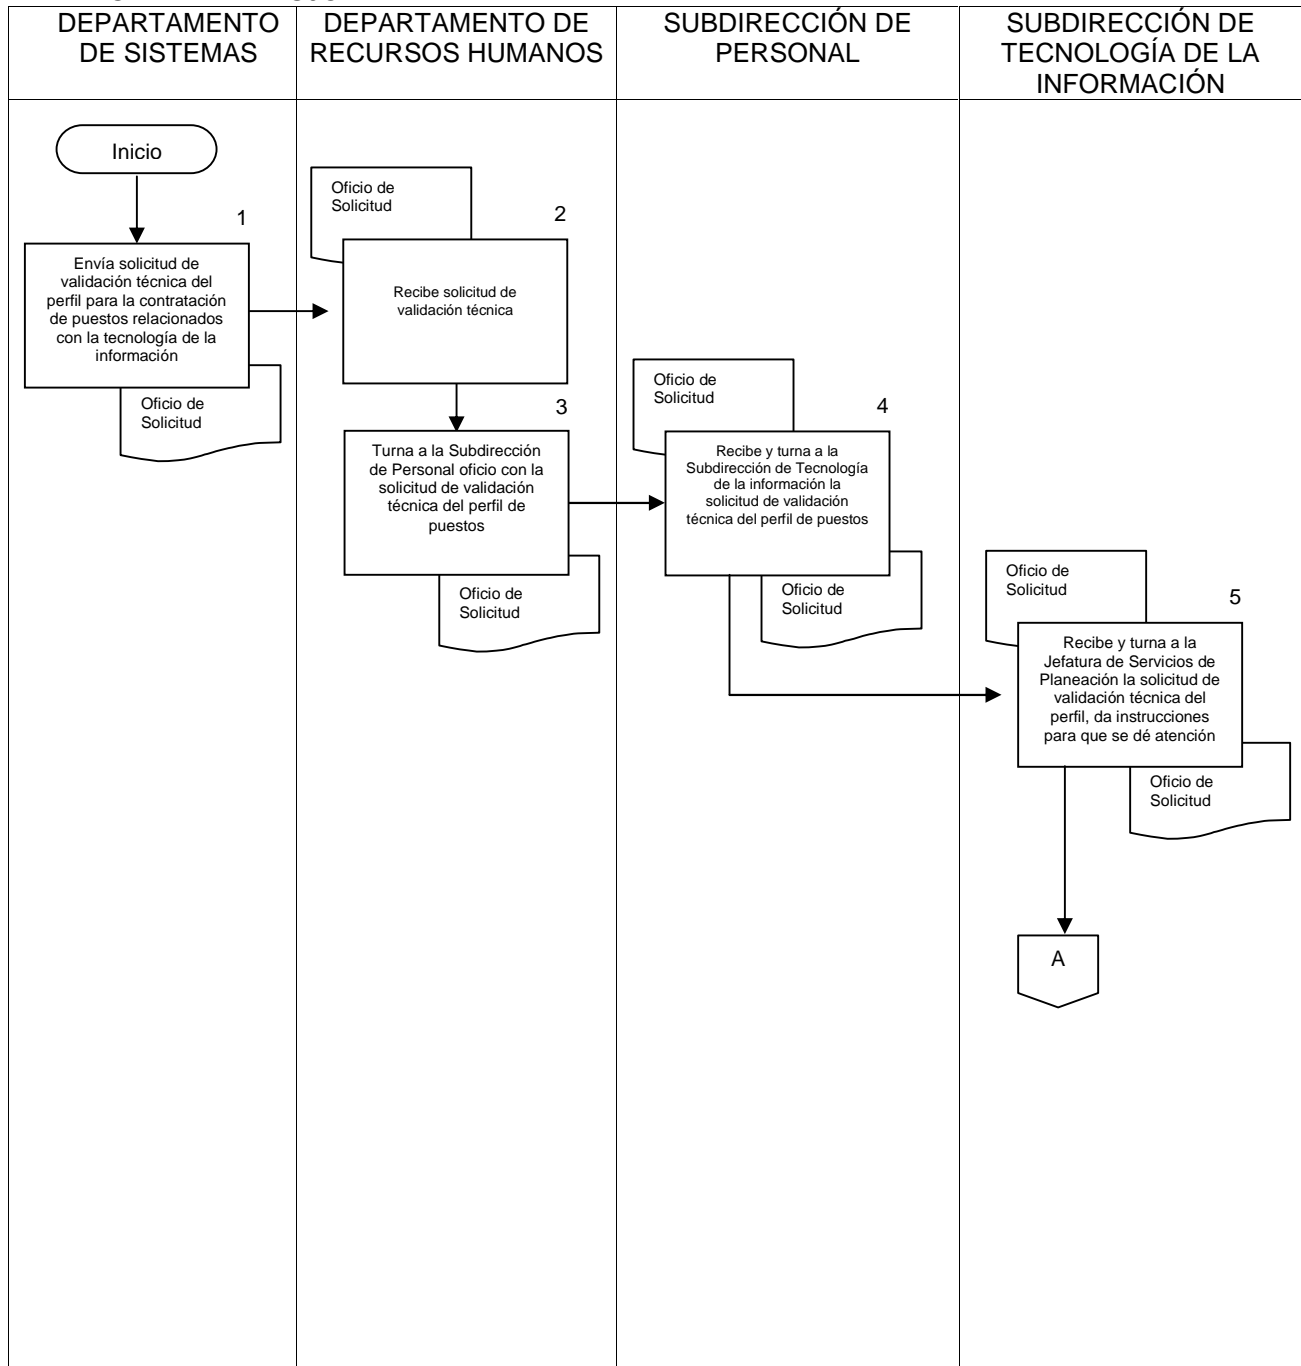 DEPARTAMENTO
DE SISTEMAS
DEPARTAMENTO DE
RECURSOS HUMANOS
SUBDIRECCIÓN DE
PERSONAL
SUBDIRECCIÓN DE
TECNOLOGÍA DE LA
INFORMACIÓN
Inicio
1
Envía solicitud de
validación técnica del
perfil para la contratación
de puestos relacionados
con la tecnología de la
información
Oficio de
Solicitud
Oficio de
Solicitud
2
Recibe solicitud de
validación técnica
3
Turna a la Subdirección
de Personal oficio con la
solicitud de validación
técnica del perfil de
puestos
Oficio de
Solicitud
Oficio de
Solicitud
4
Recibe y turna a la
Subdirección de Tecnología
de la información la
solicitud de validación
técnica del perfil de puestos
Oficio de
Solicitud
Oficio de
Solicitud
5
Recibe y turna a la
Jefatura de Servicios de
Planeación la solicitud de
validación técnica del
perfil, da instrucciones
para que se dé atención
Oficio de
Solicitud
A